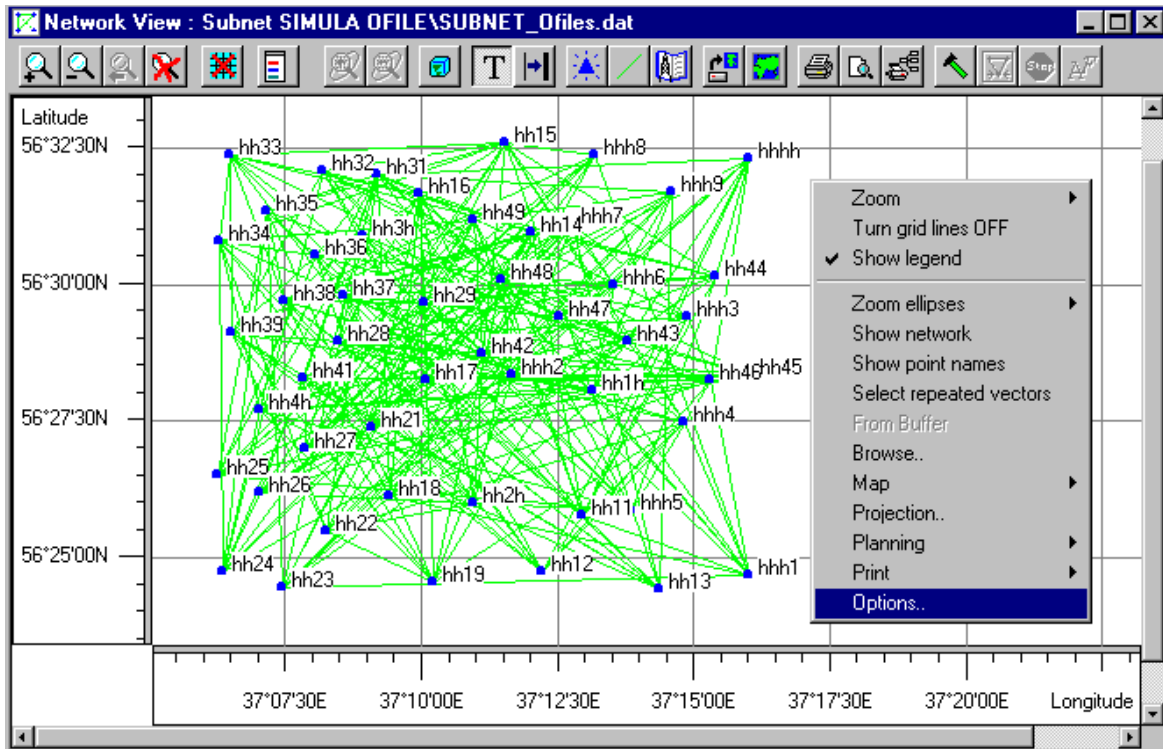 Network View : Subnet SIMULA OFILE\SUBNET_Ofiles.dat
T
Stop
AP
Latitude
56°32'30N
56°30'00N
56°27'30N
56°25'00N
hh33
hh32
hh31
hh15
hhh8
hhhh
hh16
hhh9
hh35
hh49
hh14
hhh7
hh34
hh3h
hh36
hh48
hhh6
hh44
hh38
hh37
hh29
hh47
hhh3
hh39
hh28
hh42
hh43
hh41
hh17
hhh2
hh1h
hh46
hh45
hh4h
hh21
hhh4
hh27
hh25
hh26
hh18
hh2h
hh11
hhh5
hh22
hh24
hh23
hh19
hh12
hh13
hhh1
Zoom
Turn grid lines OFF
Show legend
Zoom ellipses
Show network
Show point names
Select repeated vectors
From Buffer
Browse..
Map
Projection..
Planning
Print
Options..
37°07'30E 37°10'00E 37°12'30E 37°15'00E 37°17'30E 37°20'00E Longitude